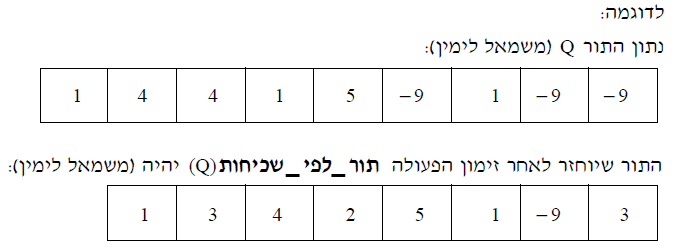 לדוגמה:
נתון התור Q (משמאל לימין):
1 4 4 1 5 −9 1 −9 −9
התור שיוחזר לאחר זימון הפעולה תור_לפי_שכיחות(Q) יהיה (משמאל לימין):
1 3 4 2 5 1 −9 3